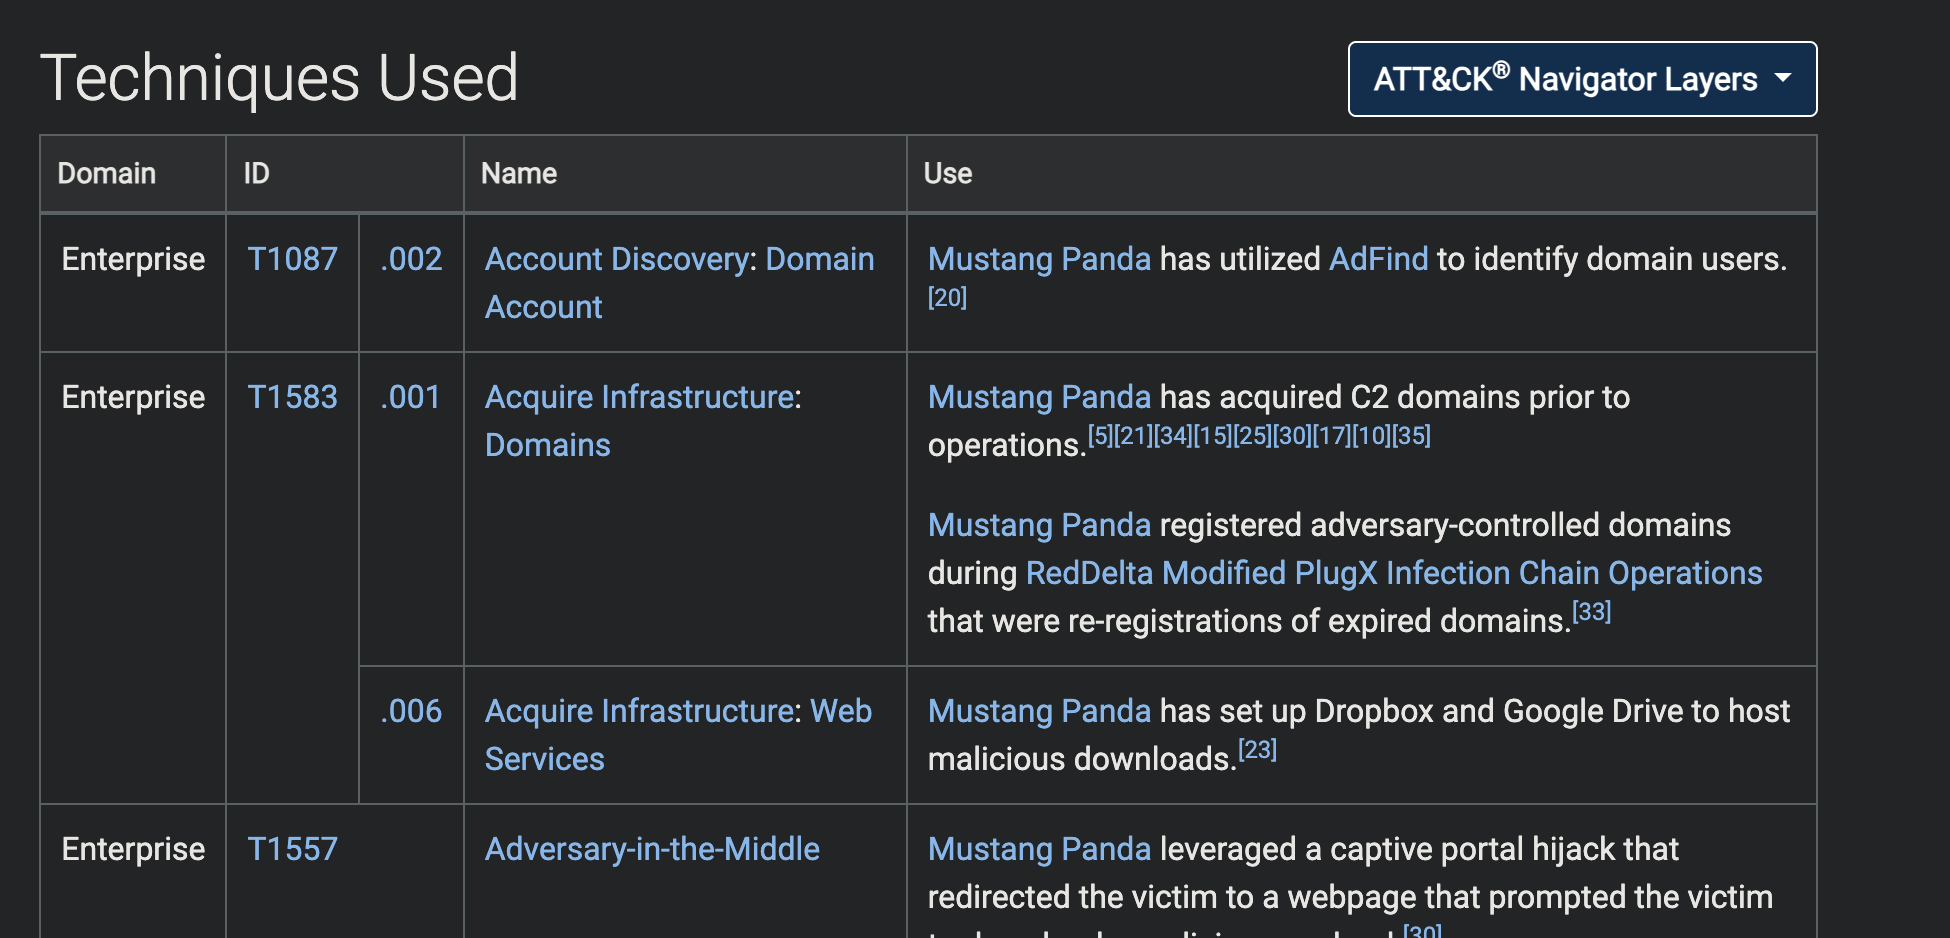 Techniques Used
ATT&CK® Navigator Layers
Domain ID Name Use
Enterprise T1087 .002 Account Discovery: Domain
Account
Mustang Panda has utilized AdFind to identify domain users.
[20]
Enterprise T1583 .001 Acquire Infrastructure:
Domains
Mustang Panda has acquired C2 domains prior to
operations.[5][21][34][15][25][30][17][10][35]
Mustang Panda registered adversary-controlled domains
during RedDelta Modified PlugX Infection Chain Operations
that were re-registrations of expired domains.[33]
.006 Acquire Infrastructure: Web
Services
Mustang Panda has set up Dropbox and Google Drive to host
malicious downloads.[23]
Enterprise T1557 Adversary-in-the-Middle
Mustang Panda leveraged a captive portal hijack that
redirected the victim to a webpage that prompted the victim
[30]